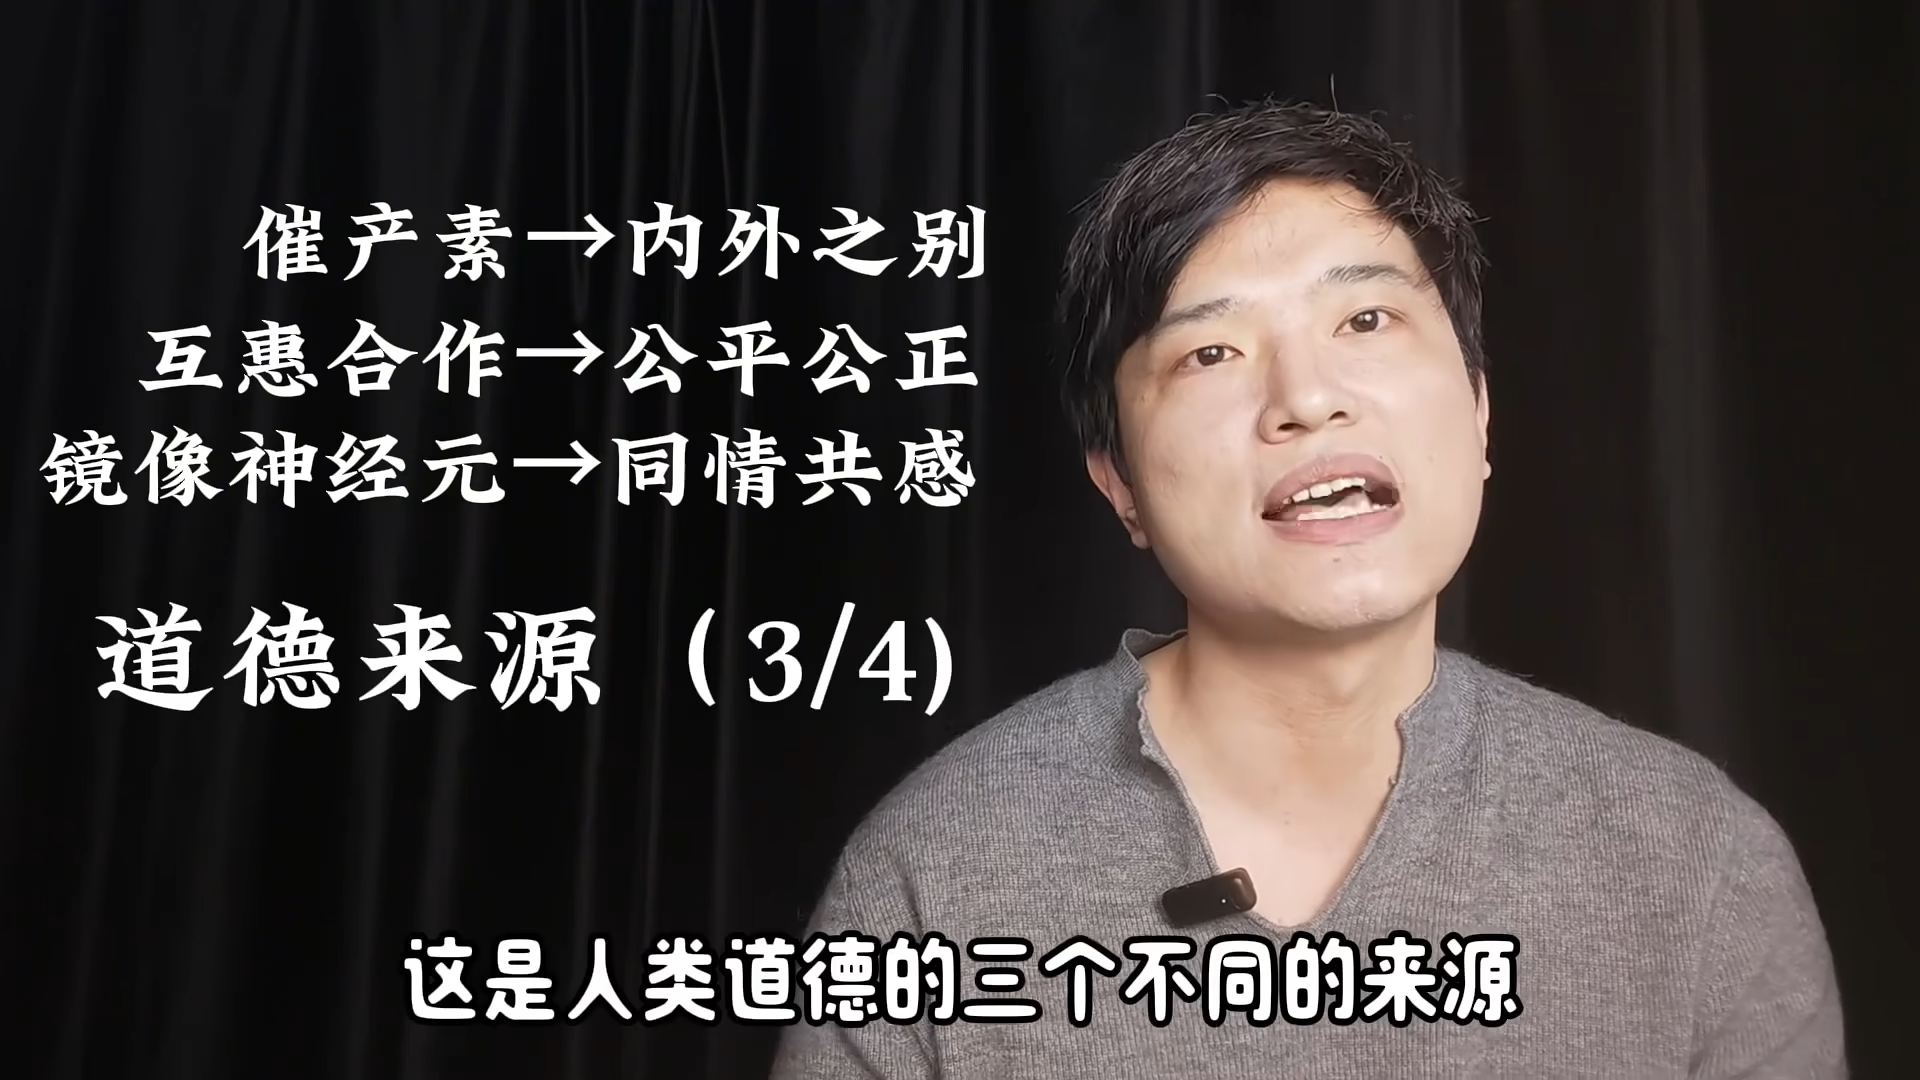 催产素→内外之别
互惠合作→公平公正
镜像神经元→同情共感
道德来源（3/4)
这是人类道德的三个不同的来源